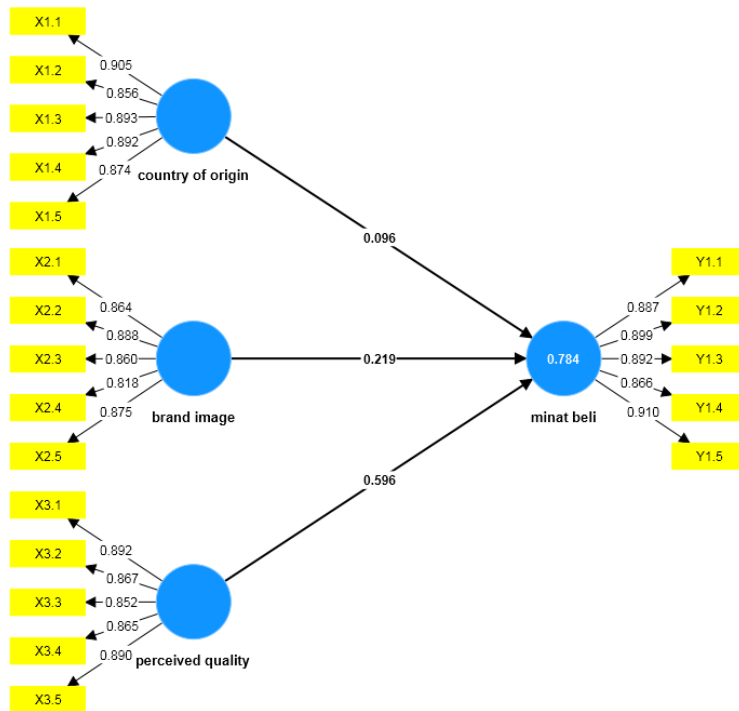 X1.1
0.905
X1.2
0.856
X1.3
0.893
X1.4
0.892
X1.5
0.874
country of origin
0.096
X2.1
0.864
X2.2
0.888
X2.3
0.860
X2.4
0.818
X2.5
0.875
brand image
0.219
X3.1
0.892
X3.2
0.867
X3.3
0.852
X3.4
0.865
X3.5
0.890
perceived quality
0.596
0.784
minat beli
Y1.1
0.887
Y1.2
0.899
Y1.3
0.892
Y1.4
0.866
Y1.5
0.910